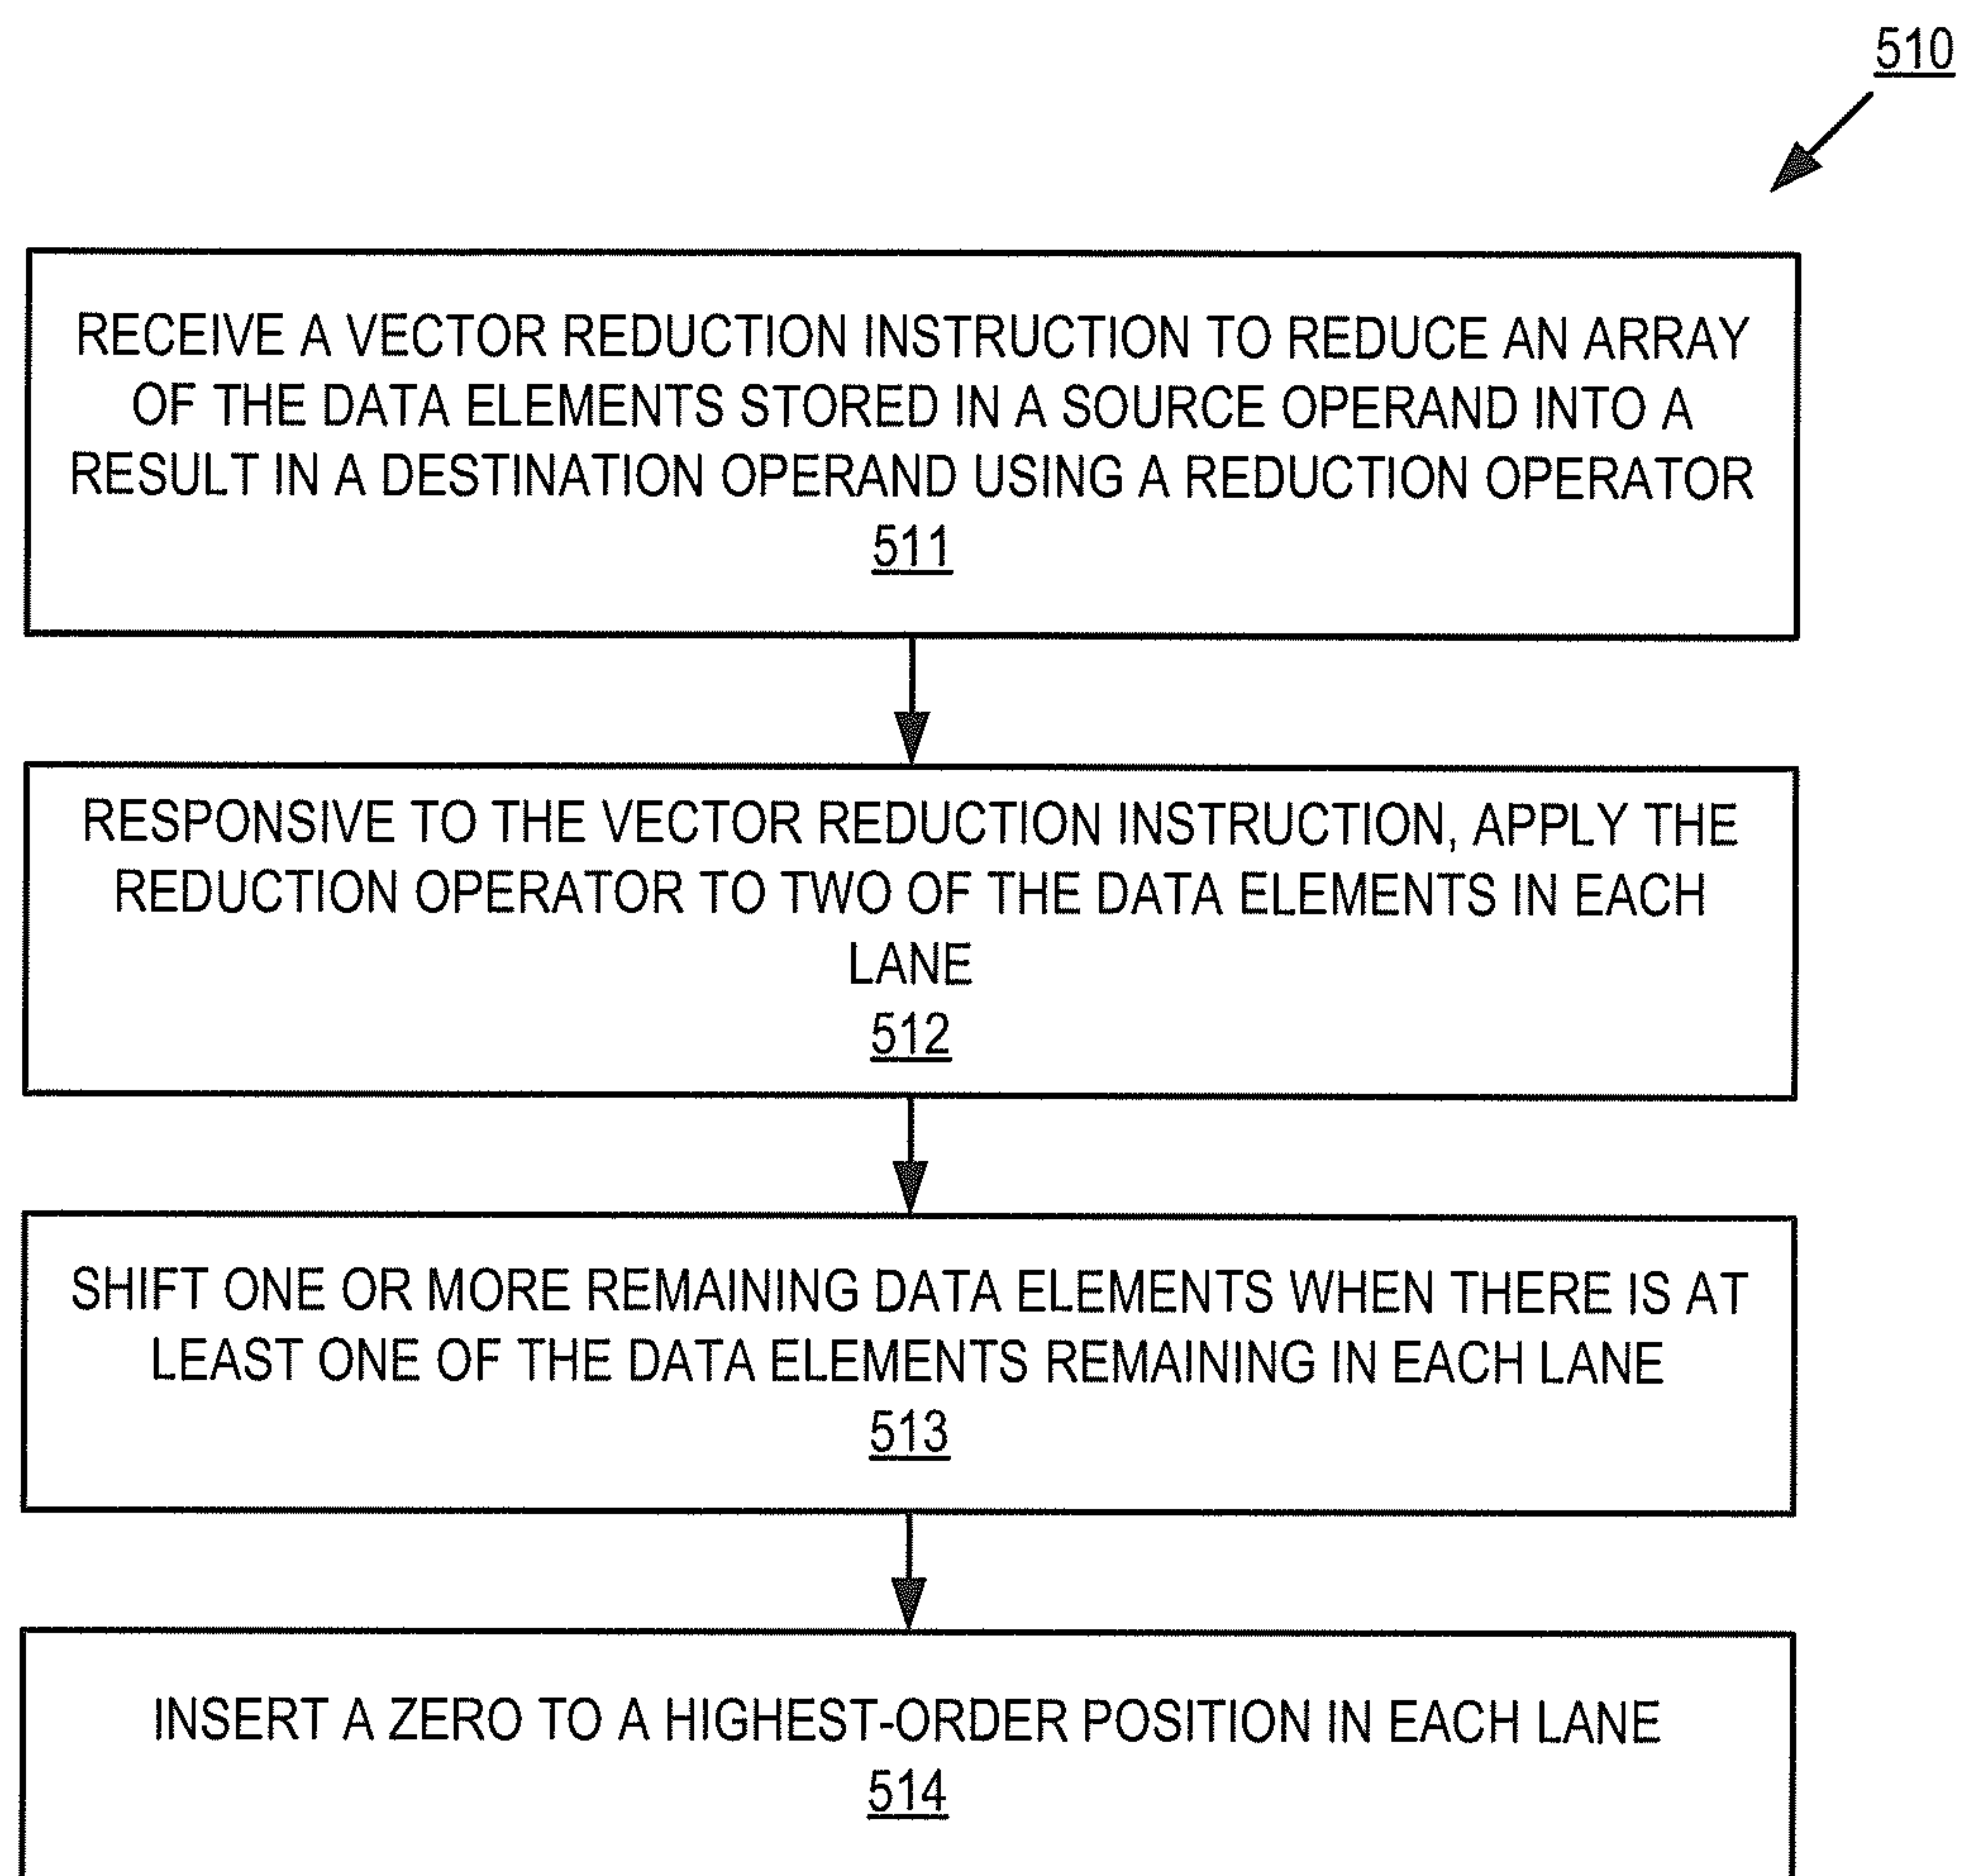 510
RECEIVE A VECTOR REDUCTION INSTRUCTION TO REDUCE AN ARRAY
OF THE DATA ELEMENTS STORED IN A SOURCE OPERAND INTO A
RESULT IN A DESTINATION OPERAND USING A REDUCTION OPERATOR
511
RESPONSIVE TO THE VECTOR REDUCTION INSTRUCTION, APPLY THE
REDUCTION OPERATOR TO TWO OF THE DATA ELEMENTS IN EACH
LANE
512
SHIFT ONE OR MORE REMAINING DATA ELEMENTS WHEN THERE IS AT
LEAST ONE OF THE DATA ELEMENTS REMAINING IN EACH LANE
513
INSERT A ZERO TO A HIGHEST-ORDER POSITION IN EACH LANE
514